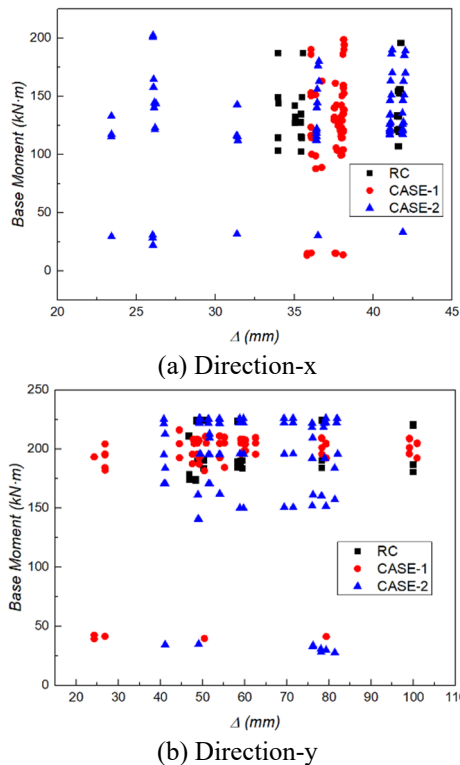 200
150
100
50
0
Base Moment (kN·m)
RC
CASE-1
CASE-2
20 25 30 35 40 45
Δ (mm)
(a) Direction-x
250
200
150
100
50
0
Base Moment (kN·m)
RC
CASE-1
CASE-2
20 30 40 50 60 70 80 90 100 110
Δ (mm)
(b) Direction-y